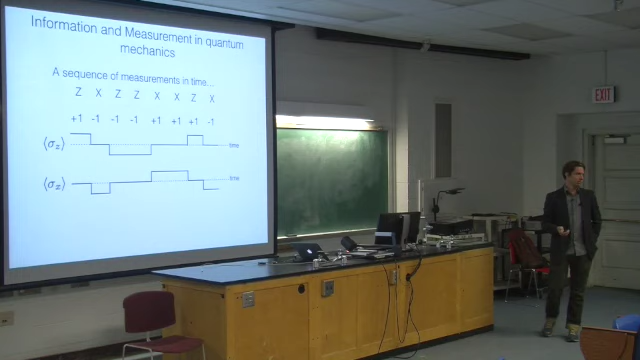 Information and Measurement in quantum
mechanics
A sequence of measurements in time...
Z X Z Z X X Z X
+1 -1 -1 -1 +1 +1 +1 -1
⟨σz⟩ time
⟨σx⟩ time
EXIT